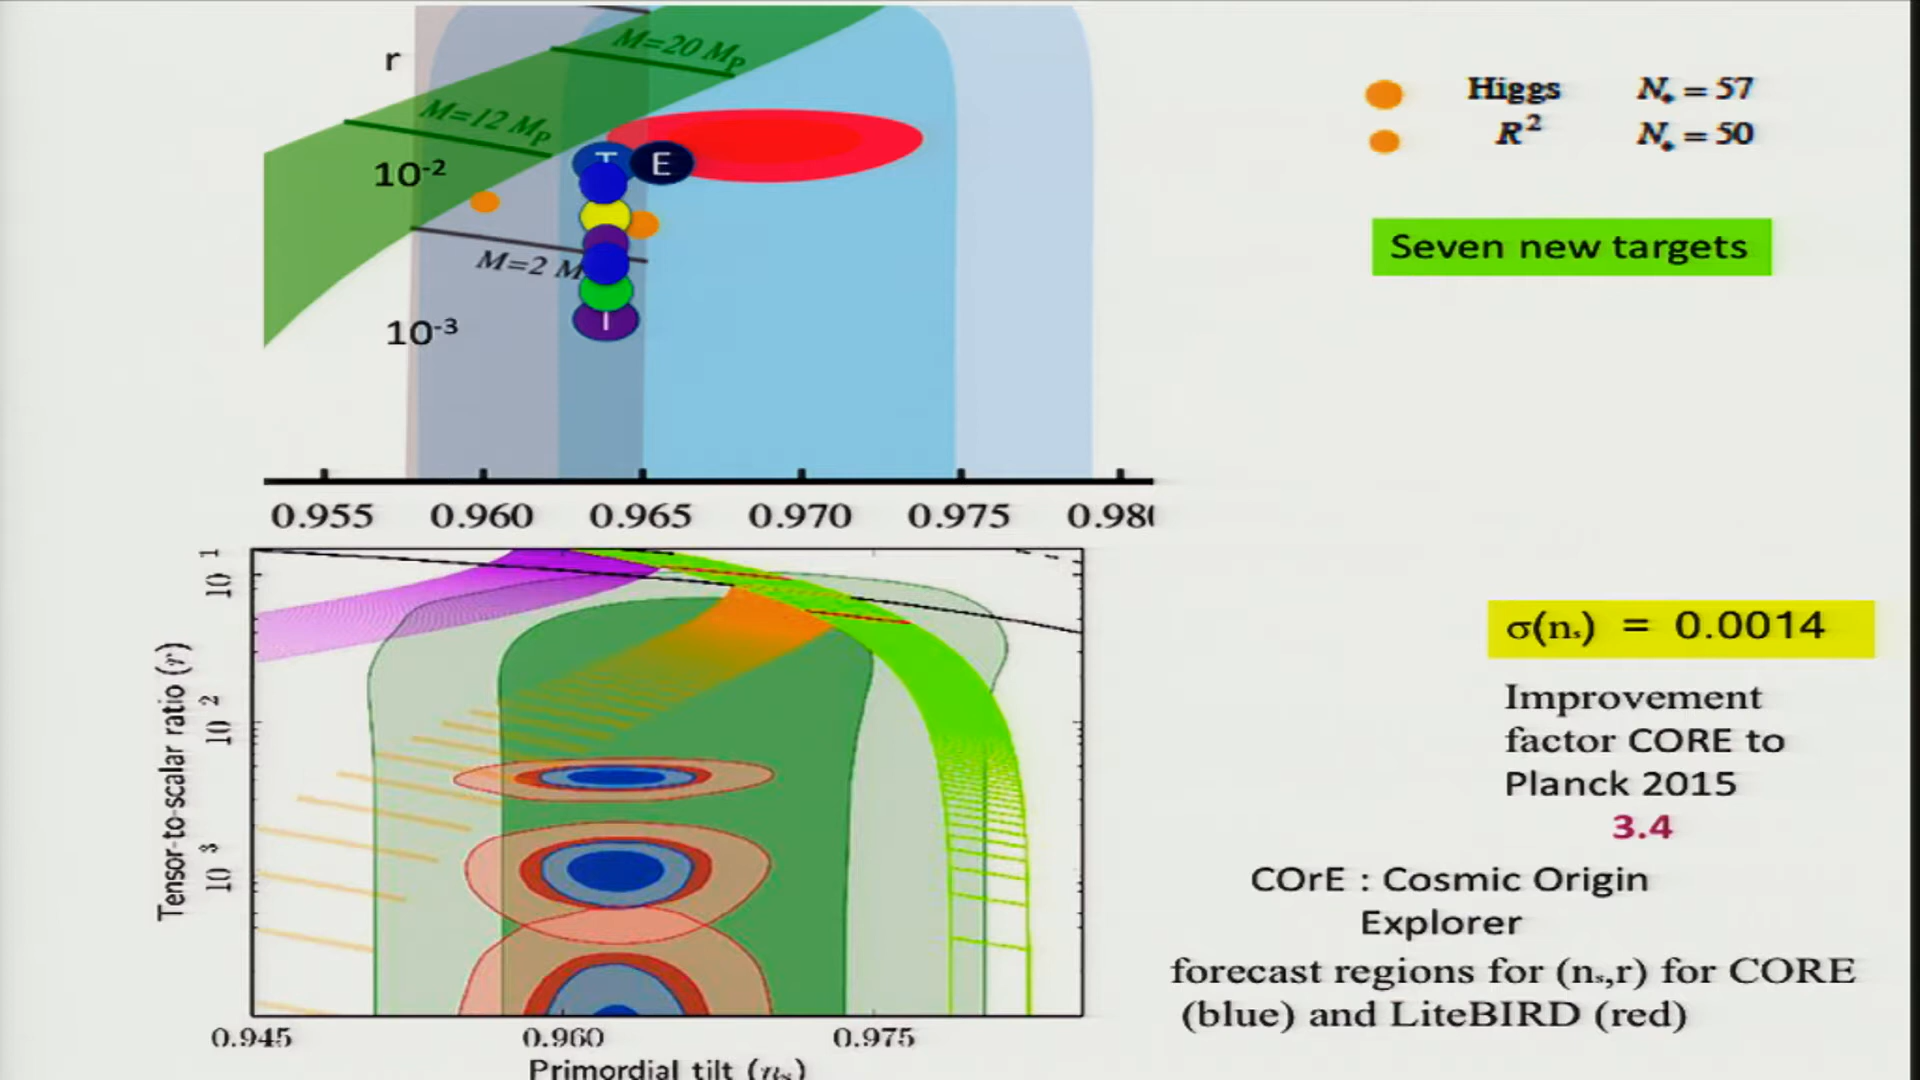 r
M=20 Mp
M=12 Mp
10-2
T
E
M=2 M
I
10-3
0.955 0.960 0.965 0.970 0.975 0.980
Higgs N* = 57
R2 N* = 50
Seven new targets
Tensor-to-scalar ratio (r)
10 1
10 2
10 3
0.945 0.960 0.975
Primordial tilt (ns)
σ(ns) = 0.0014
Improvement
factor CORE to
Planck 2015
3.4
COrE : Cosmic Origin
Explorer
forecast regions for (ns,r) for CORE
(blue) and LiteBIRD (red)